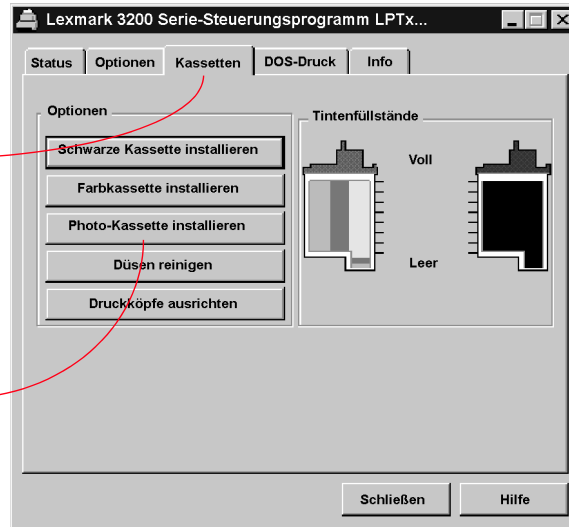 Lexmark 3200 Serie-Steuerungsprogramm LPTx...
Status Optionen Kassetten DOS-Druck Info
Optionen
Schwarze Kassette installieren
Farbkassette installieren
Photo-Kassette installieren
Düsen reinigen
Druckköpfe ausrichten
Tintenfüllstände
Voll
Leer
Schließen Hilfe